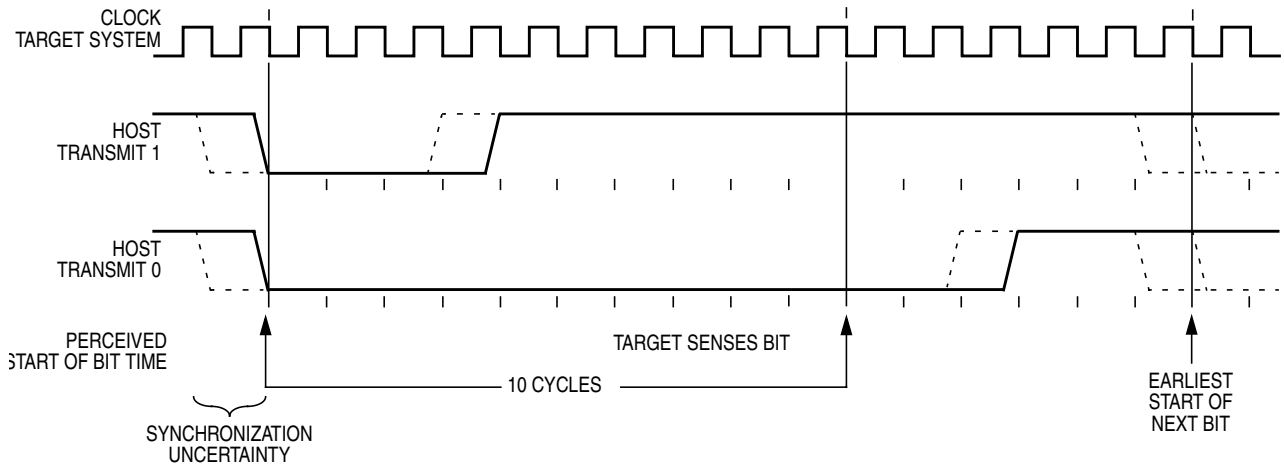 CLOCK
TARGET SYSTEM
HOST
TRANSMIT 1
HOST
TRANSMIT 0
PERCEIVED
START OF BIT TIME
TARGET SENSES BIT
10 CYCLES
SYNCHRONIZATION
UNCERTAINTY
EARLIEST
START OF
NEXT BIT